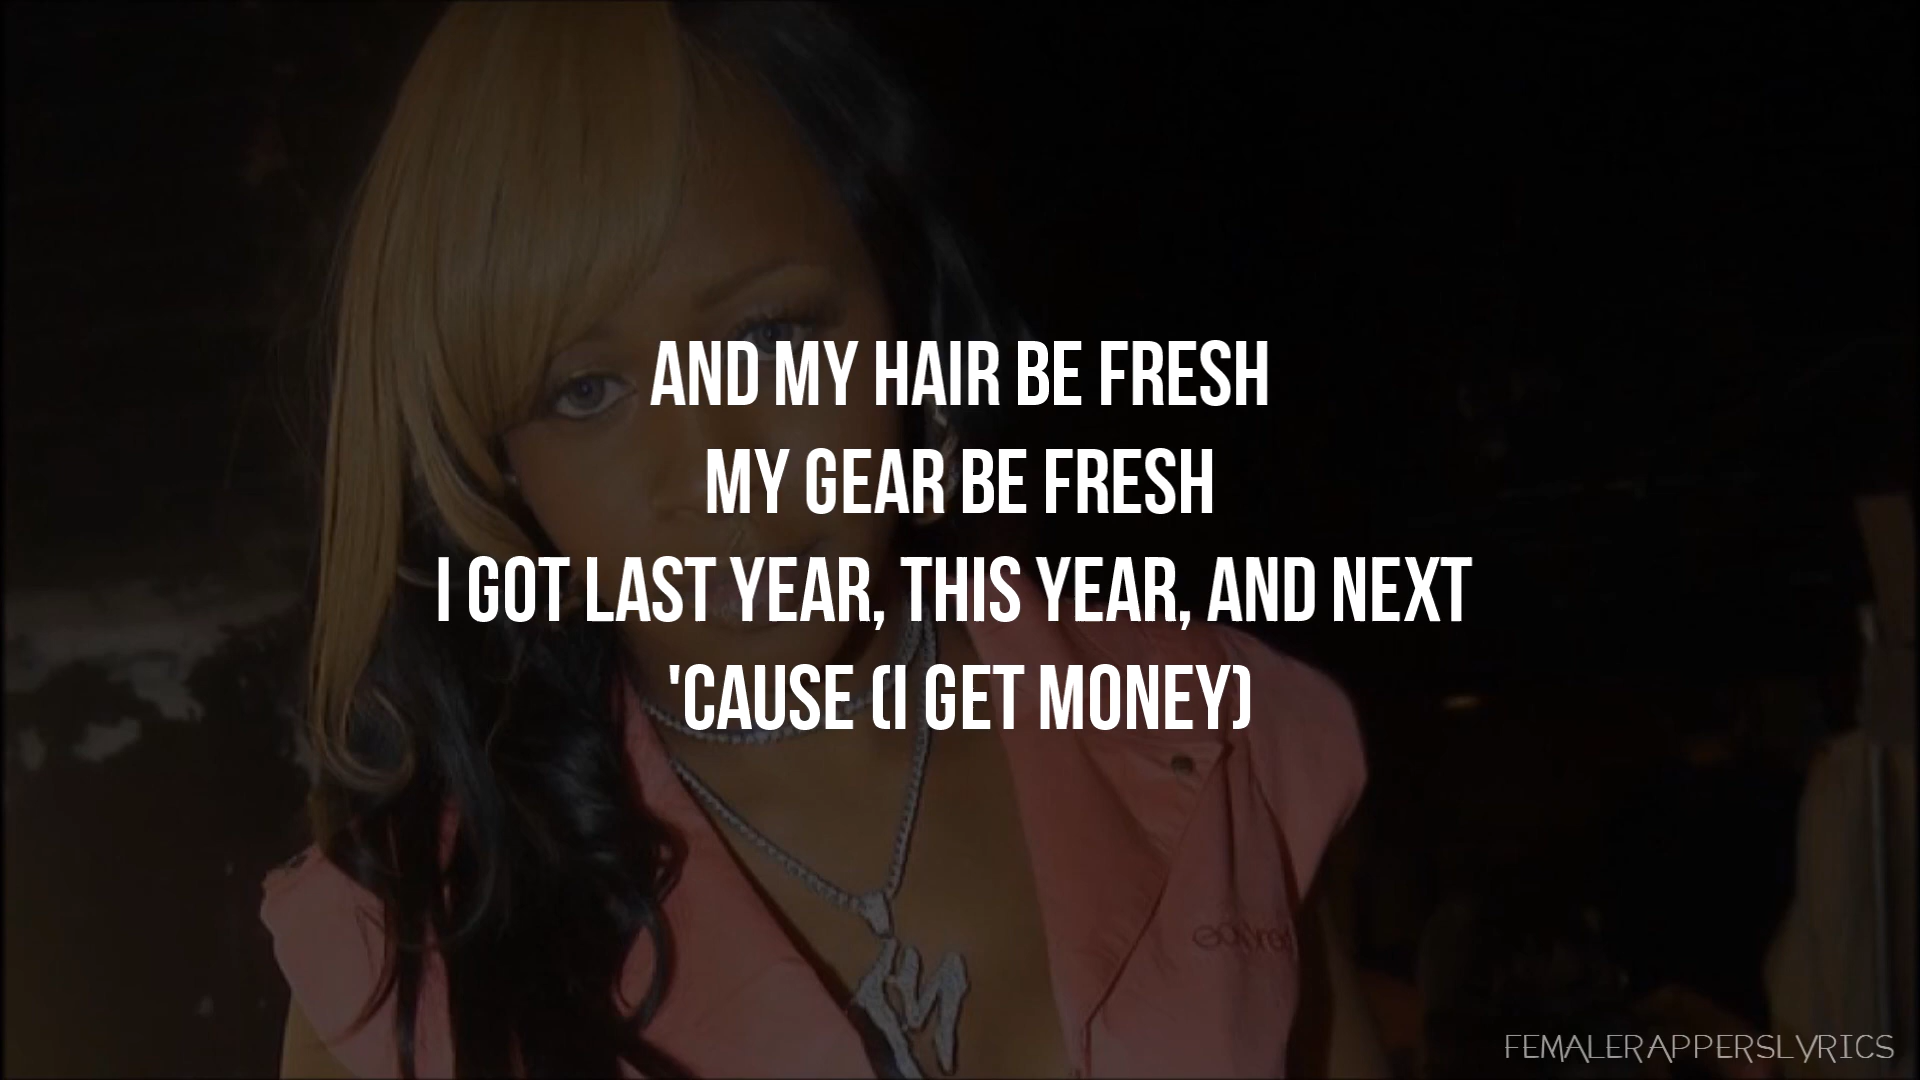 AND MY HAIR BE FRESH
MY GEAR BE FRESH
I GOT LAST YEAR, THIS YEAR, AND NEXT
'CAUSE (I GET MONEY)
FEMALERAPPERSLYRICS